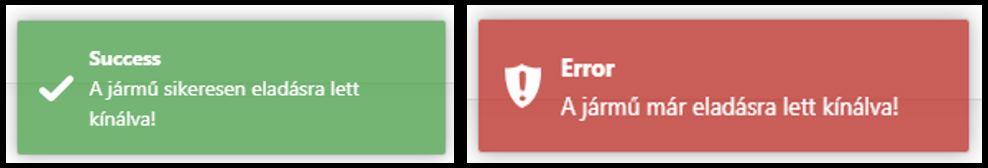 Success
A jármű sikeresen eladásra lett
kínálva!
Error
A jármű már eladásra lett kínálva!